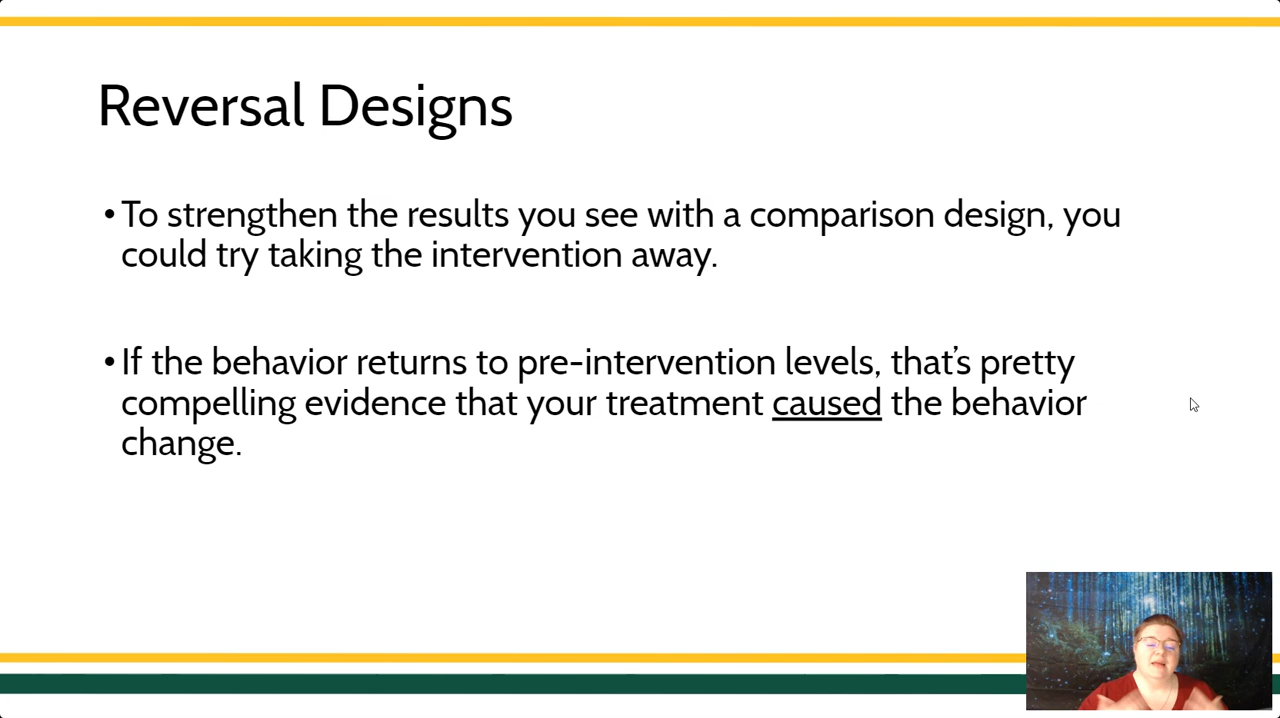 Reversal Designs
• To strengthen the results you see with a comparison design, you
could try taking the intervention away.
• If the behavior returns to pre-intervention levels, that’s pretty
compelling evidence that your treatment caused the behavior
change.